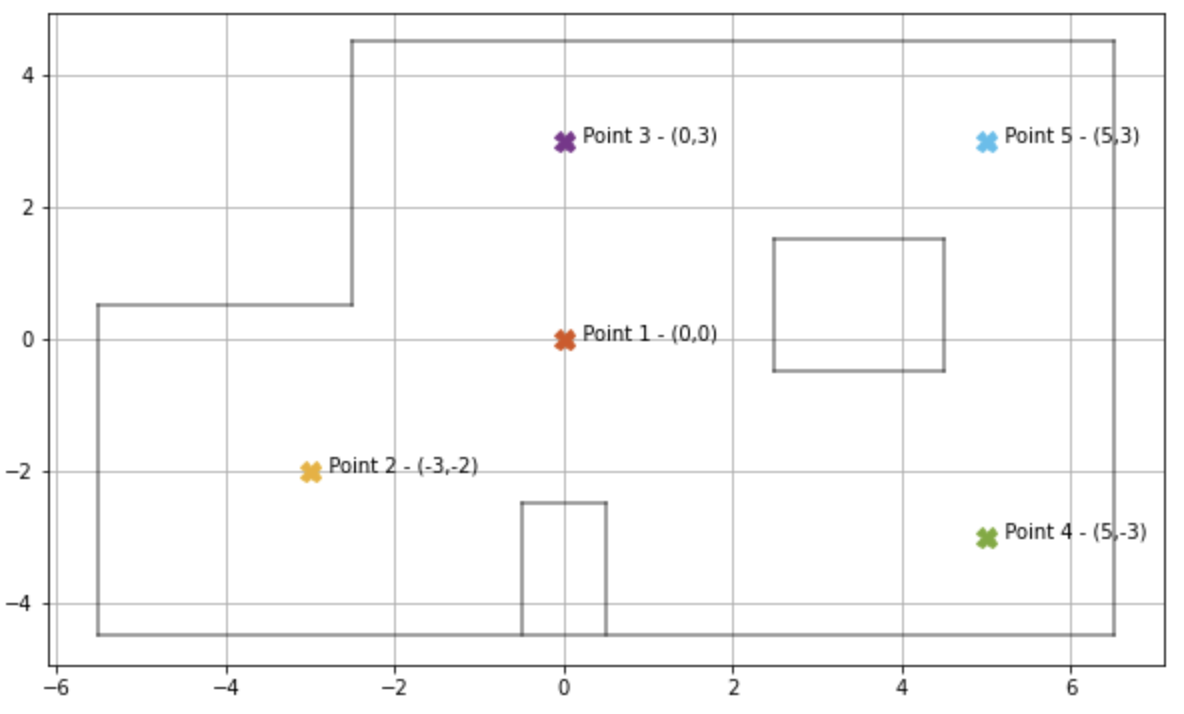 4
Point 3 - (0,3)
Point 5 - (5,3)
2
0
Point 1 - (0,0)
−2
Point 2 - (-3,-2)
Point 4 - (5,-3)
−4
−6
−4
−2
0
2
4
6